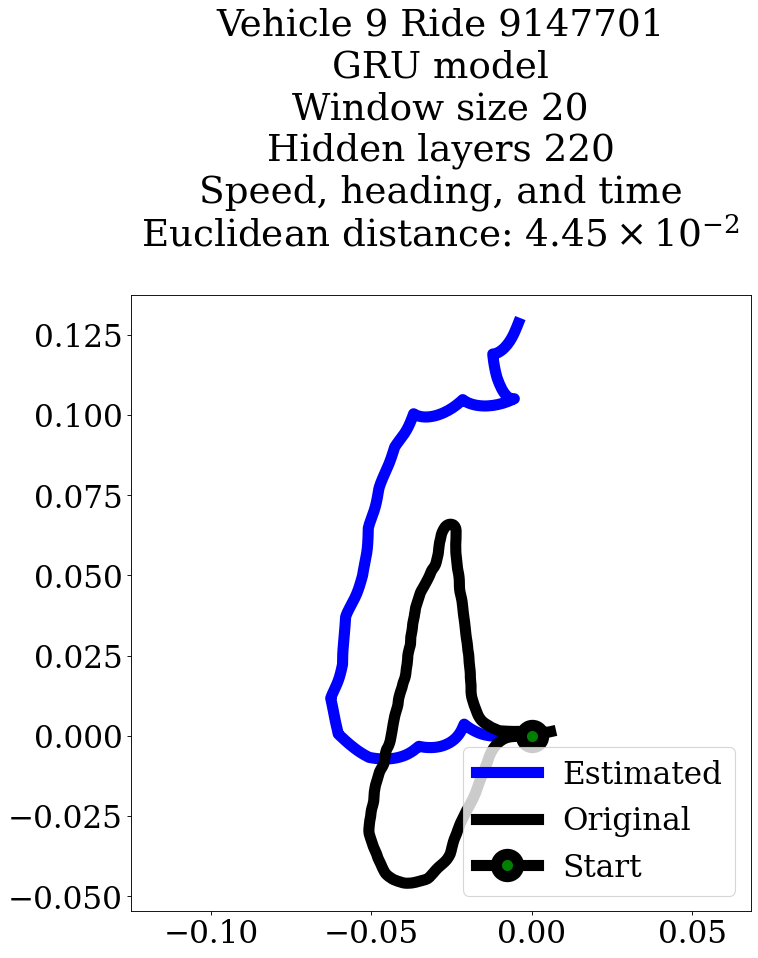 Vehicle 9 Ride 9147701
GRU model
Window size 20
Hidden layers 220
Speed, heading, and time
Euclidean distance: 4.45 × 10⁻²
0.125
0.100
0.075
0.050
0.025
0.000
−0.025
−0.050
Estimated
Original
Start
−0.10 −0.05 0.00 0.05